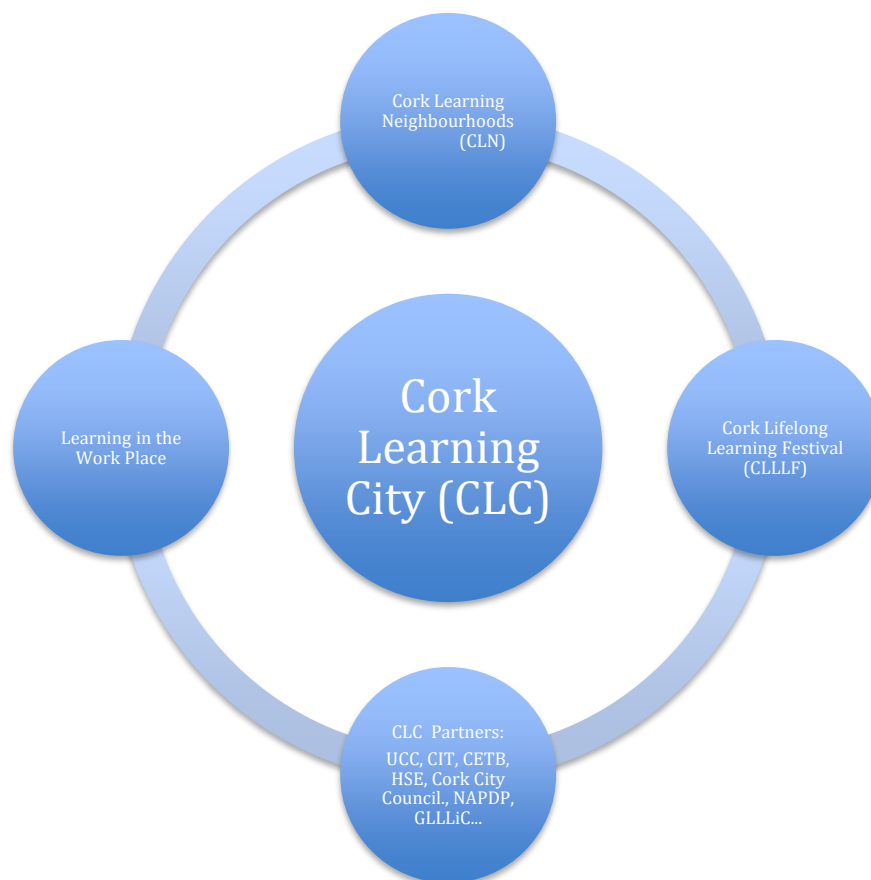 Cork Learning
Neighbourhoods
(CLN)
Cork
Learning
City (CLC)
Learning in the
Work Place
Cork Lifelong
Learning Festival
(CLLLF)
CLC Partners:
UCC, CIT, CETB,
HSE, Cork City
Council., NAPDP,
GLLLiC...